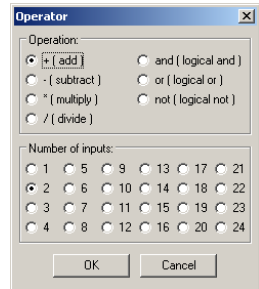 Operator
Operation:
+ ( add ) and ( logical and )
- ( subtract ) or ( logical or )
* ( multiply ) not ( logical not )
/ ( divide )
Number of inputs:
1 5 9 13 17 21
2 6 10 14 18 22
3 7 11 15 19 23
4 8 12 16 20 24
OK Cancel